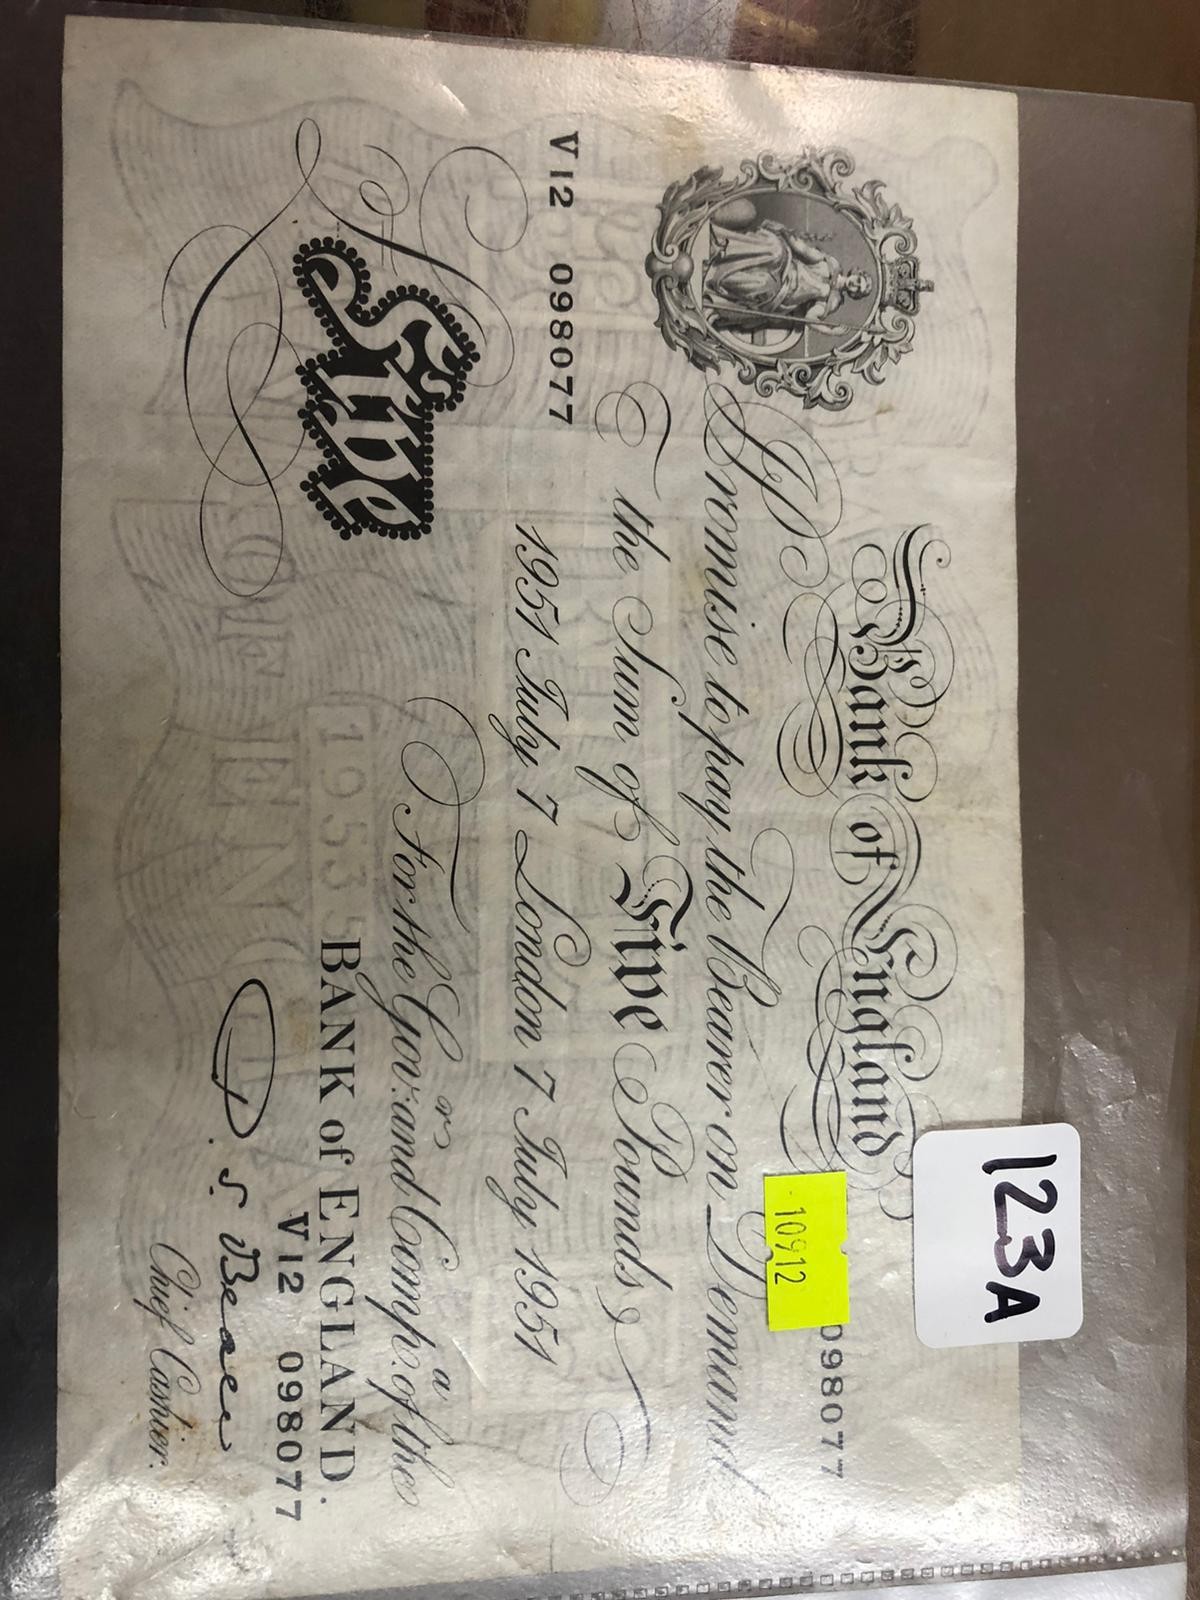 123A
Bank of England
10912
098077
I Promise to pay the Bearer on Demand
the Sum of Five Pounds
V12 098077
1951 July 7 London 7 July 1951
For the Gov:r and Comp:a of the
BANK of ENGLAND.
Five
V12 098077
Chief Cashier.